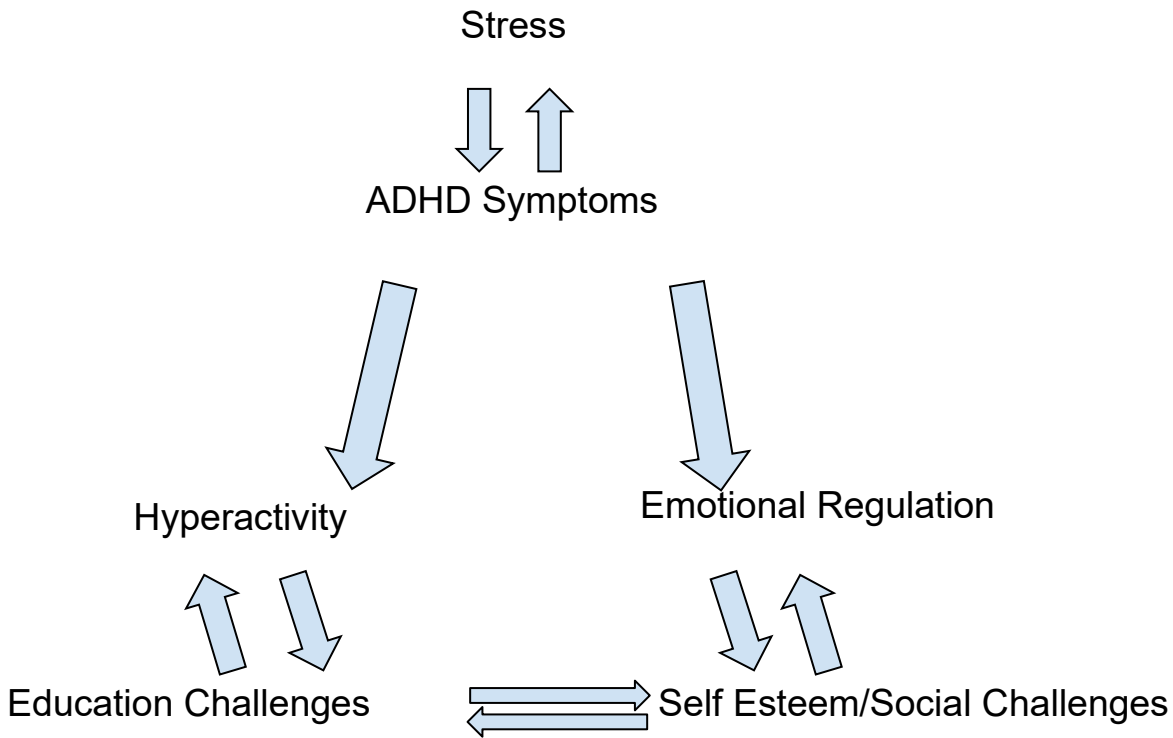 Stress
ADHD Symptoms
Hyperactivity
Emotional Regulation
Education Challenges
Self Esteem/Social Challenges